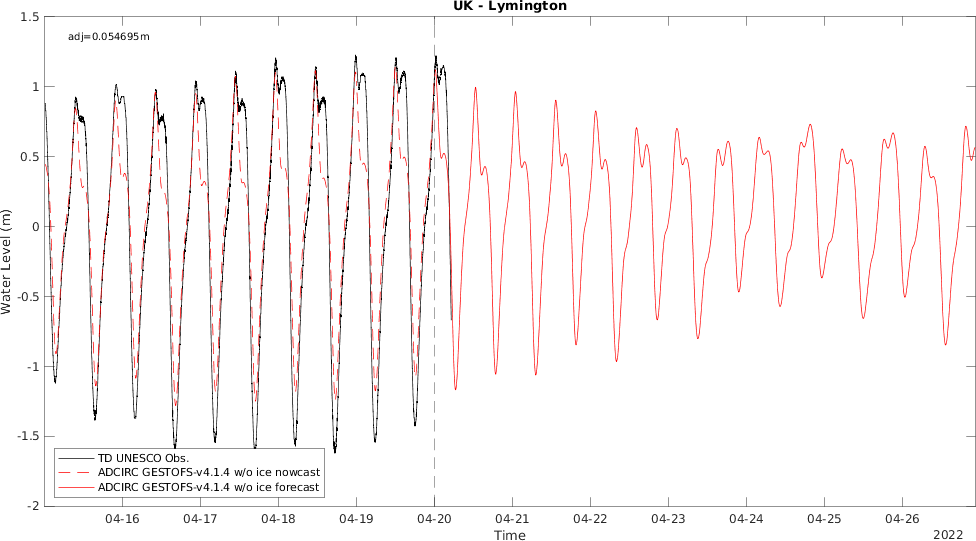 UK - Lymington
adj=0.054695m
1.5
1
0.5
0
-0.5
-1
-1.5
-2
Water Level (m)
TD UNESCO Obs.
ADCIRC GESTOFS-v4.1.4 w/o ice nowcast
ADCIRC GESTOFS-v4.1.4 w/o ice forecast
04-16 04-17 04-18 04-19 04-20 04-21 04-22 04-23 04-24 04-25 04-26
Time
2022